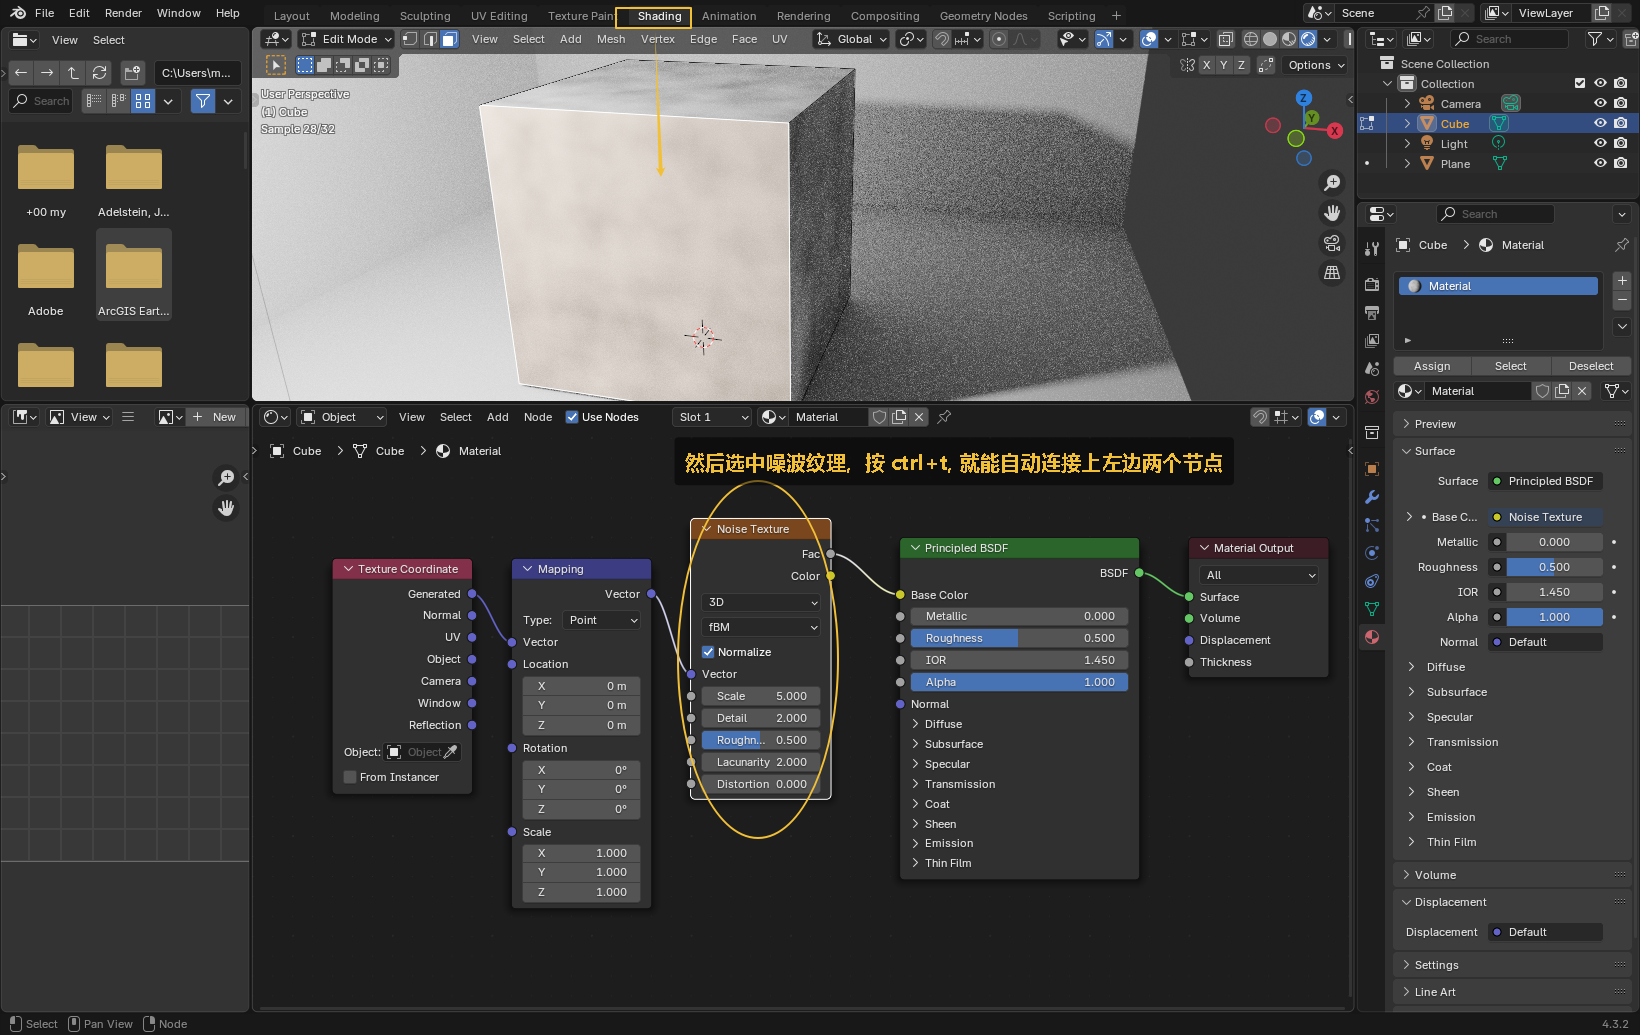 File Edit Render Window Help
Layout Modeling Sculpting UV Editing Texture Pain Shading Animation Rendering Compositing Geometry Nodes Scripting +
Scene
ViewLayer
View Select
C:\Users\m...
Search
+00 my
Adelstein, J...
Adobe
ArcGIS Eart...
Edit Mode View Select Add Mesh Vertex Edge Face UV Global
X Y Z Options
User Perspective
(1) Cube
Sample 28/32
Z
Y
X
Search
Scene Collection
Collection
Camera
Cube
Light
Plane
Search
Cube > Material
Material
Assign Select Deselect
Material
Preview
Surface
Surface Principled BSDF
Base C... Noise Texture
Metallic 0.000
Roughness 0.500
IOR 1.450
Alpha 1.000
Normal Default
Diffuse
Subsurface
Specular
Transmission
Coat
Sheen
Emission
Thin Film
Volume
Displacement
Displacement Default
Settings
Line Art
View + New
Object View Select Add Node Use Nodes Slot 1 Material
Cube > Cube > Material
然后选中噪波纹理, 按 ctrl+t, 就能自动连接上左边两个节点
Texture Coordinate
Generated
Normal
UV
Object
Camera
Window
Reflection
Object: Object
From Instancer
Mapping
Vector
Type: Point
Vector
Location
X 0 m
Y 0 m
Z 0 m
Rotation
X 0°
Y 0°
Z 0°
Scale
X 1.000
Y 1.000
Z 1.000
Noise Texture
Fac
Color
3D
fBM
Normalize
Vector
Scale 5.000
Detail 2.000
Roughn... 0.500
Lacunarity 2.000
Distortion 0.000
Principled BSDF
BSDF
Base Color
Metallic 0.000
Roughness 0.500
IOR 1.450
Alpha 1.000
Normal
Diffuse
Subsurface
Specular
Transmission
Coat
Sheen
Emission
Thin Film
Material Output
All
Surface
Volume
Displacement
Thickness
Select Pan View Node
4.3.2